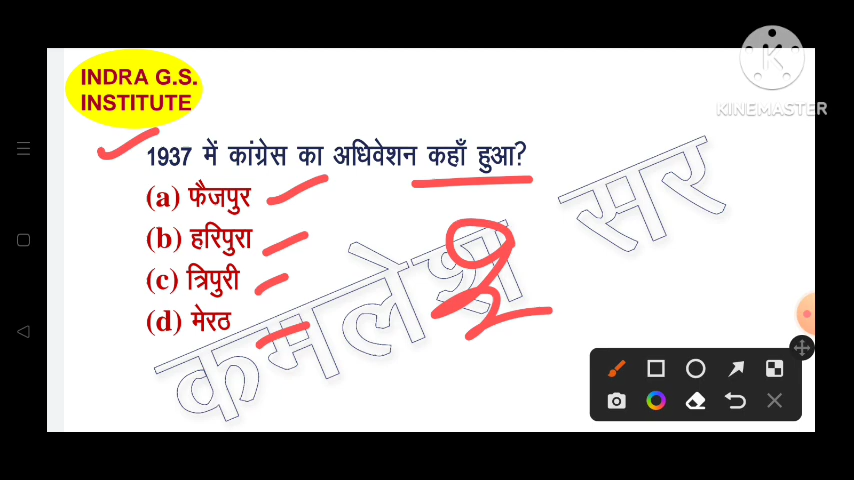 INDRA G.S.
INSTITUTE
KINEMASTER
1937 में कांग्रेस का अधिवेशन कहाँ हुआ?
(a) फैजपुर
(b) हरिपुरा
(c) त्रिपुरी
(d) मेरठ
कमलेश सर